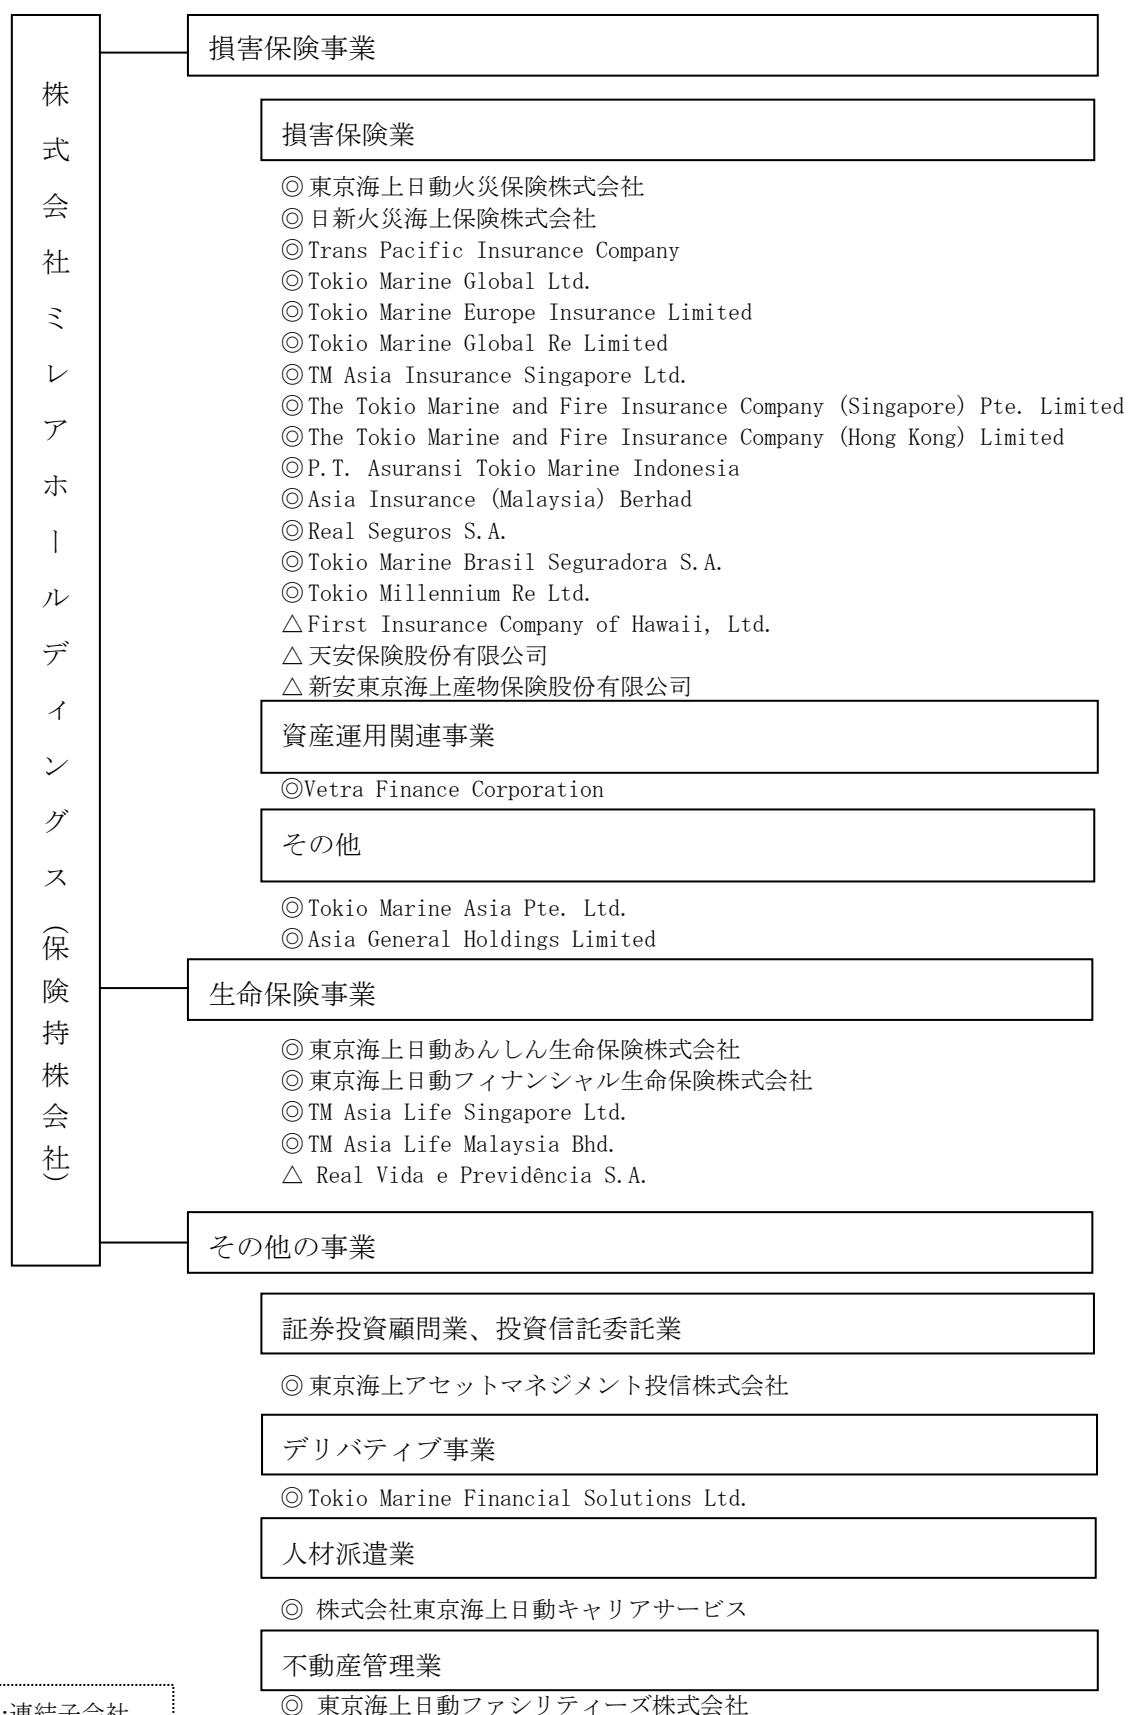 株式会社ミレアホールディングス(保険持株会社)
損害保険事業
損害保険業
◎東京海上日動火災保険株式会社
◎日新火災海上保険株式会社
◎Trans Pacific Insurance Company
◎Tokio Marine Global Ltd.
◎Tokio Marine Europe Insurance Limited
◎Tokio Marine Global Re Limited
◎TM Asia Insurance Singapore Ltd.
◎The Tokio Marine and Fire Insurance Company (Singapore) Pte. Limited
◎The Tokio Marine and Fire Insurance Company (Hong Kong) Limited
◎P.T. Asuransi Tokio Marine Indonesia
◎Asia Insurance (Malaysia) Berhad
◎Real Seguros S.A.
◎Tokio Marine Brasil Seguradora S.A.
◎Tokio Millennium Re Ltd.
△First Insurance Company of Hawaii, Ltd.
△天安保険股份有限公司
△新安東京海上産物保険股份有限公司
資産運用関連事業
◎Vetra Finance Corporation
その他
◎Tokio Marine Asia Pte. Ltd.
◎Asia General Holdings Limited
生命保険事業
◎東京海上日動あんしん生命保険株式会社
◎東京海上日動フィナンシャル生命保険株式会社
◎TM Asia Life Singapore Ltd.
◎TM Asia Life Malaysia Bhd.
△ Real Vida e Previdência S.A.
その他の事業
証券投資顧問業、投資信託委託業
◎東京海上アセットマネジメント投信株式会社
デリバティブ事業
◎Tokio Marine Financial Solutions Ltd.
人材派遣業
◎ 株式会社東京海上日動キャリアサービス
不動産管理業
◎ 東京海上日動ファシリティーズ株式会社
:連結子会社